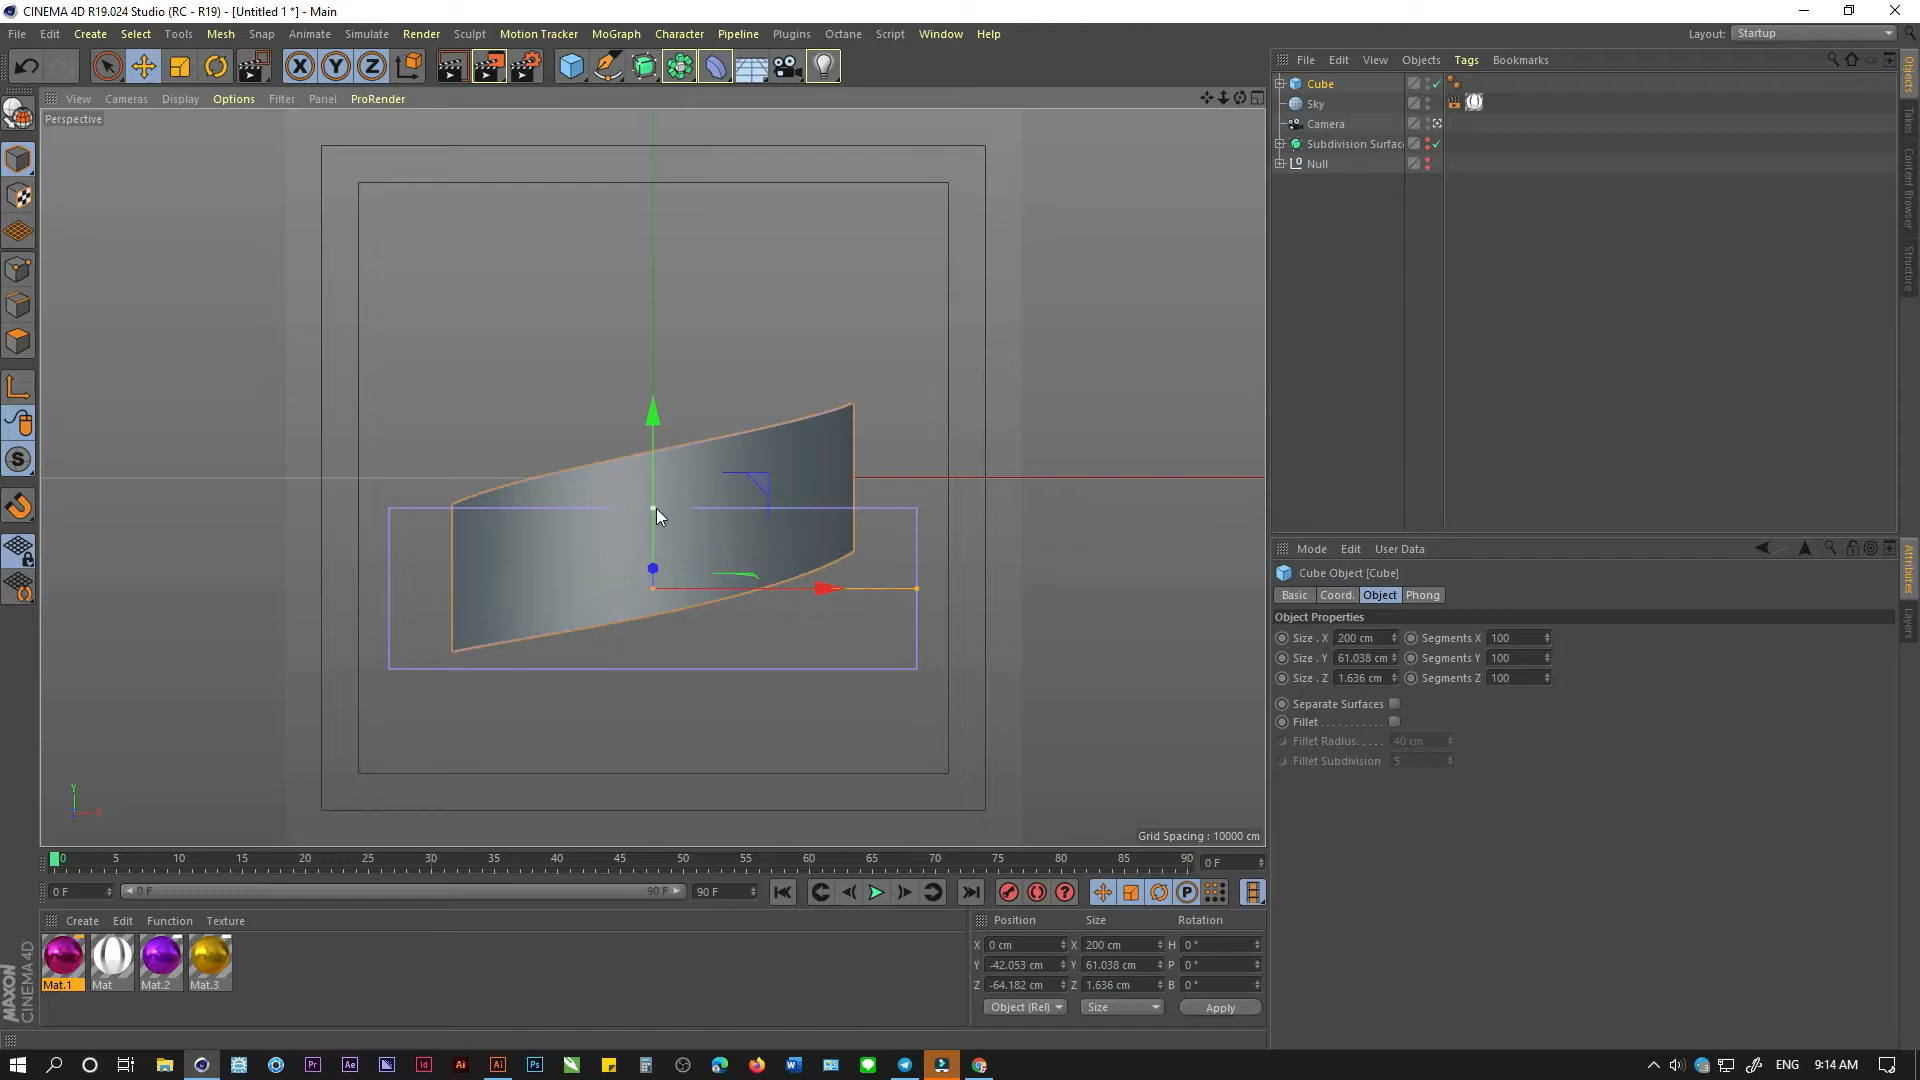 CINEMA 4D R19.024 Studio (RC - R19) - [Untitled 1 *] - Main
File Edit Create Select Tools Mesh Snap Animate Simulate Render Sculpt Motion Tracker MoGraph Character Pipeline Plugins Octane Script Window Help
Layout: Startup
View Cameras Display Options Filter Panel ProRender
File Edit View Objects Tags Bookmarks
Perspective
Cube
Sky
Camera
Subdivision Surfac
Null
Objects
Takes
Content Browser
Structure
Mode Edit User Data
Cube Object [Cube]
Basic Coord. Object Phong
Object Properties
Size . X 200 cm Segments X 100
Size . Y 61.038 cm Segments Y 100
Size . Z 1.636 cm Segments Z 100
Separate Surfaces
Fillet . . . . . . . . . . . .
Fillet Radius. . . . . 40 cm
Fillet Subdivision 5
Attributes
Layers
Y
X
Grid Spacing : 10000 cm
0 5 10 15 20 25 30 35 40 45 50 55 60 65 70 75 80 85 90 0 F
0 F 0 F 90 F 90 F
Create Edit Function Texture
Mat.1 Mat Mat.2 Mat.3
Position Size Rotation
X 0 cm X 200 cm H 0 °
Y -42.053 cm Y 61.038 cm P 0 °
Z -64.182 cm Z 1.636 cm B 0 °
Object (Rel) Size Apply
MAXON
CINEMA 4D
ENG 9:14 AM